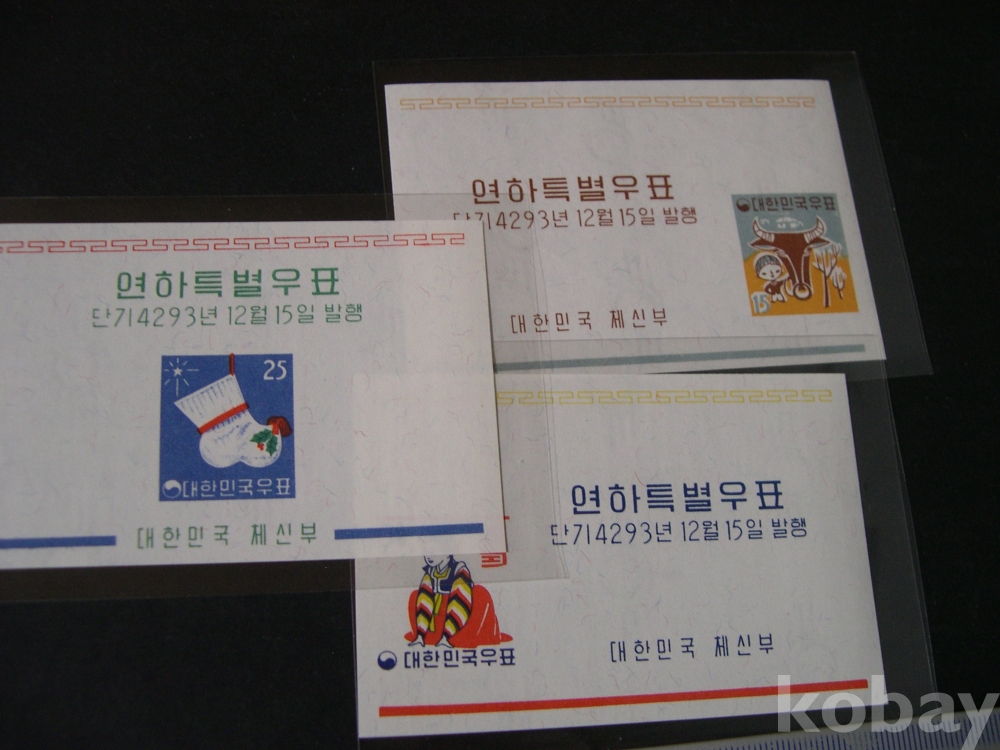 연하특별우표
단기4293년 12월 15일 발행
대한민국우표
15
대한민국 체신부
연하특별우표
단기4293년 12월 15일 발행
25
대한민국우표
대한민국 체신부
연하특별우표
단기4293년 12월 15일 발행
대한민국우표
대한민국 체신부
kobay